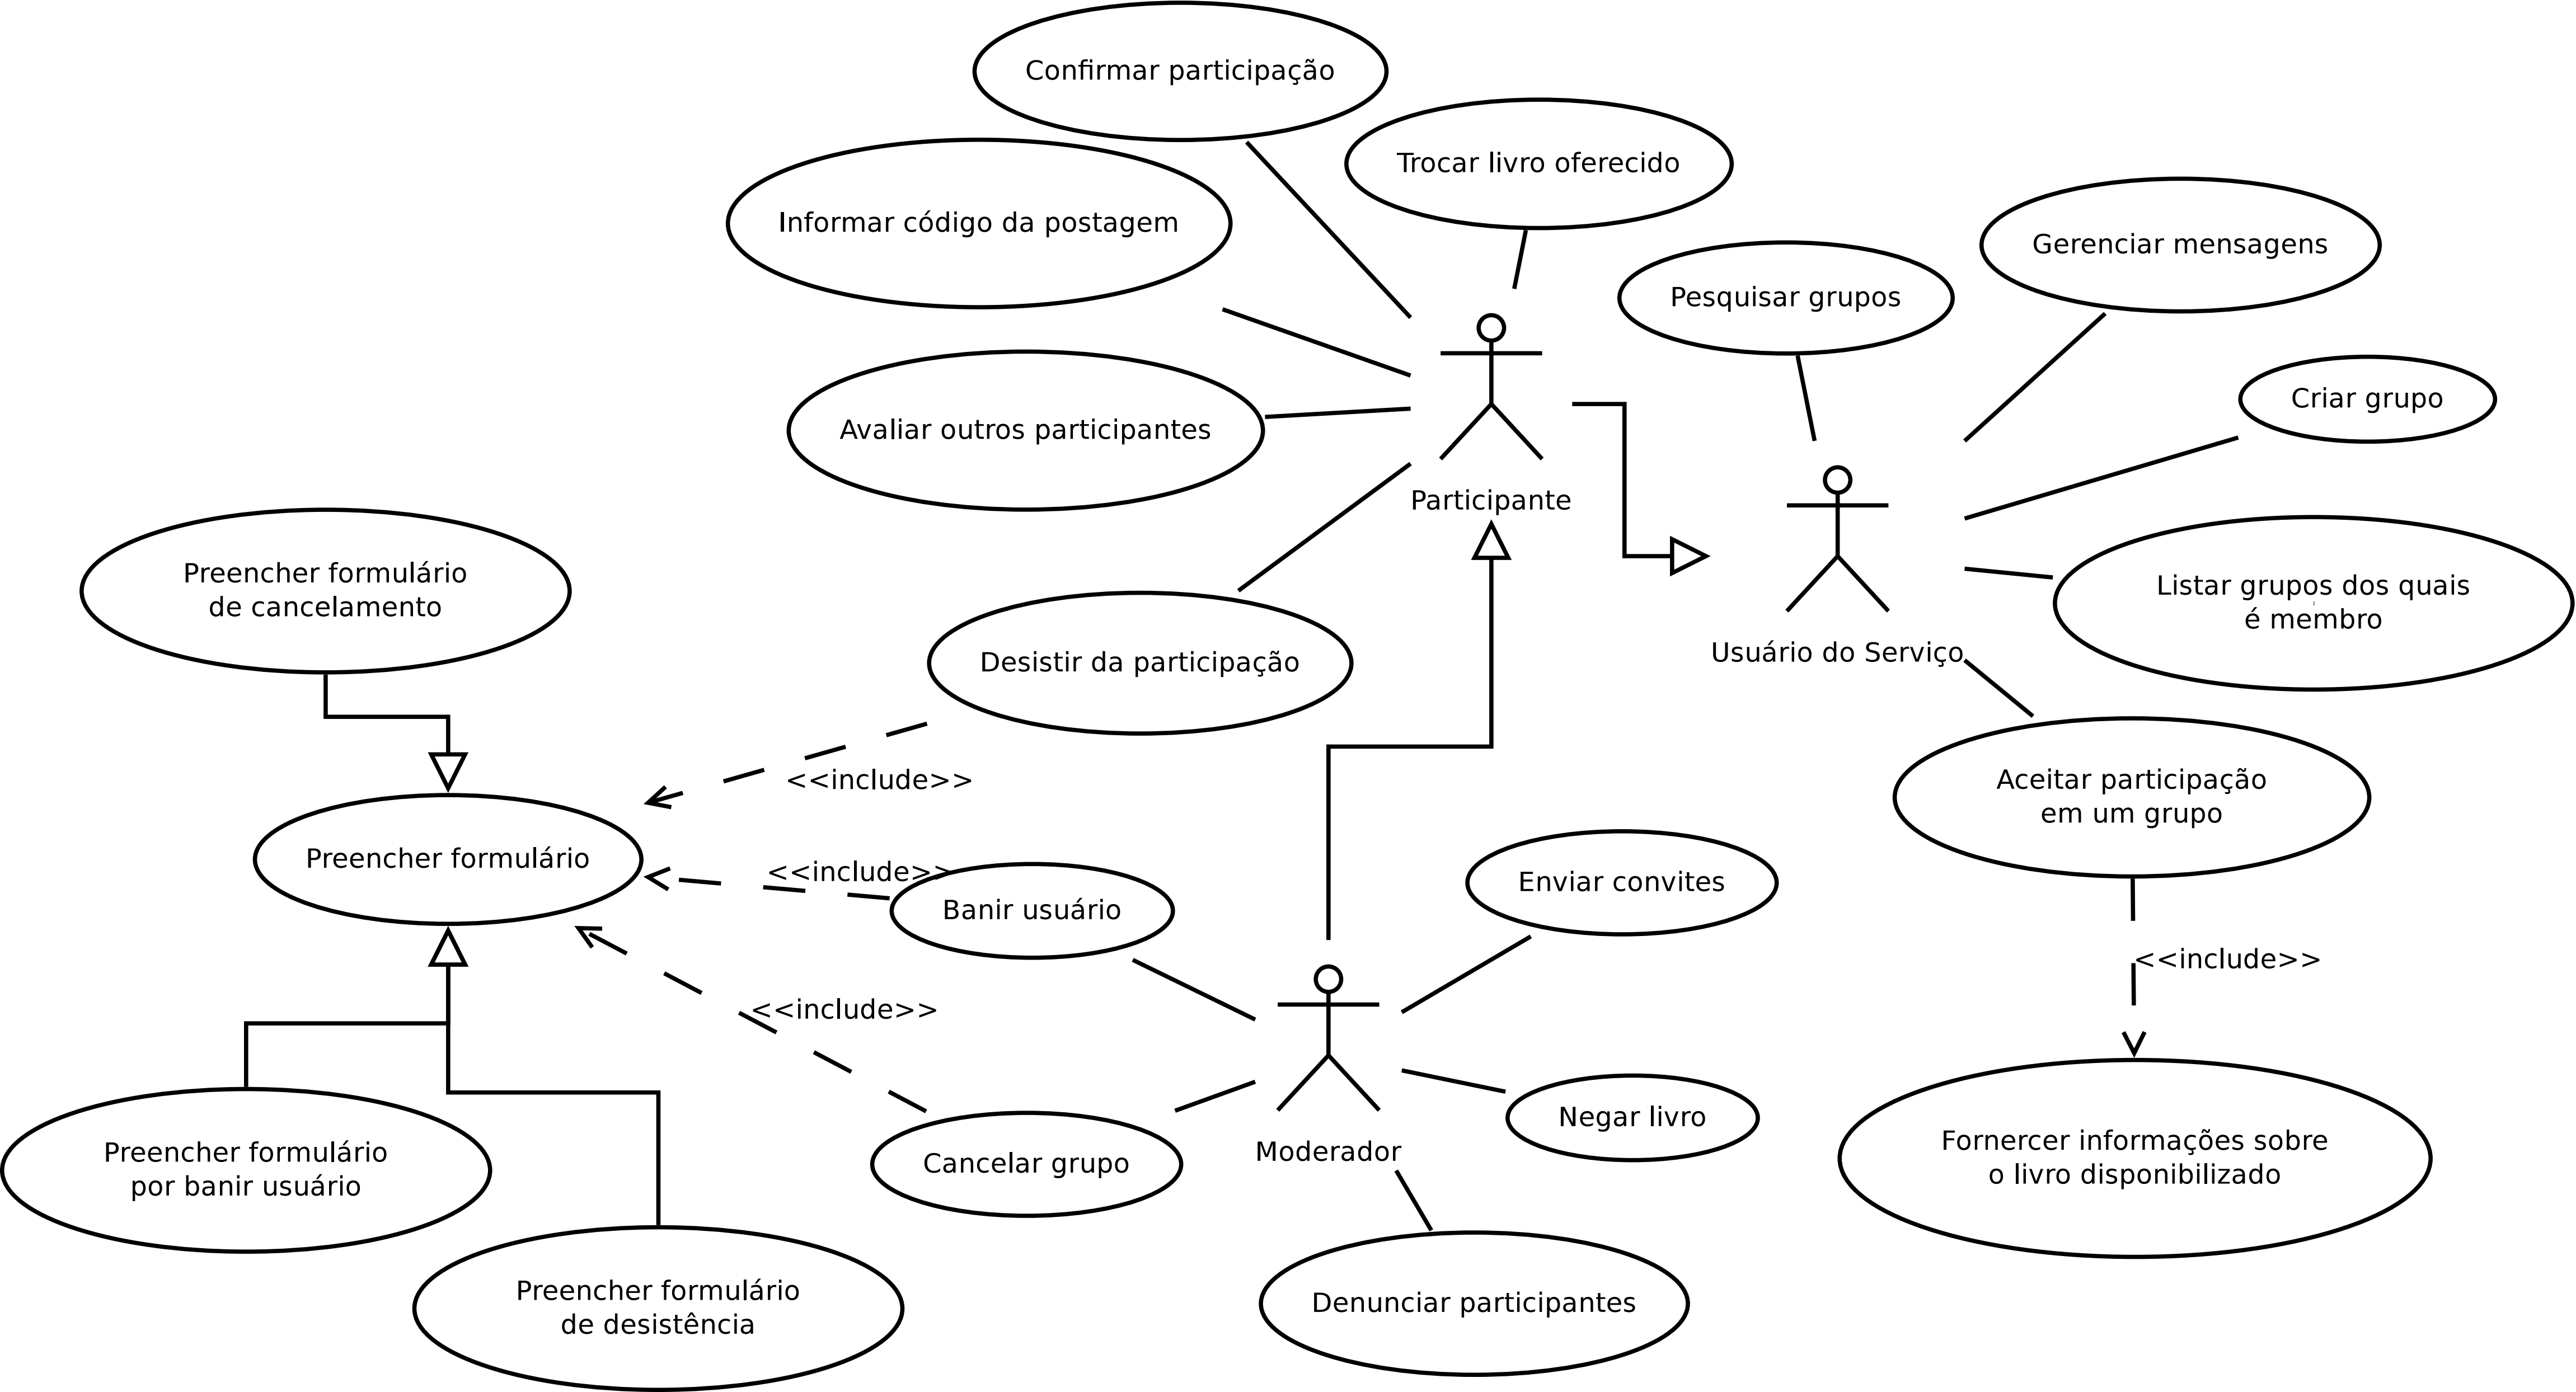 Confirmar participação
Trocar livro oferecido
Informar código da postagem
Gerenciar mensagens
Pesquisar grupos
Criar grupo
Avaliar outros participantes
Participante
Preencher formulário
de cancelamento
Listar grupos dos quais
é membro
Usuário do Serviço
Desistir da participação
<<include>>
Aceitar participação
em um grupo
Preencher formulário
<<include>>
Banir usuário
Enviar convites
<<include>>
<<include>>
Negar livro
Moderador
Cancelar grupo
Fornercer informações sobre
o livro disponibilizado
Preencher formulário
por banir usuário
Preencher formulário
de desistência
Denunciar participantes